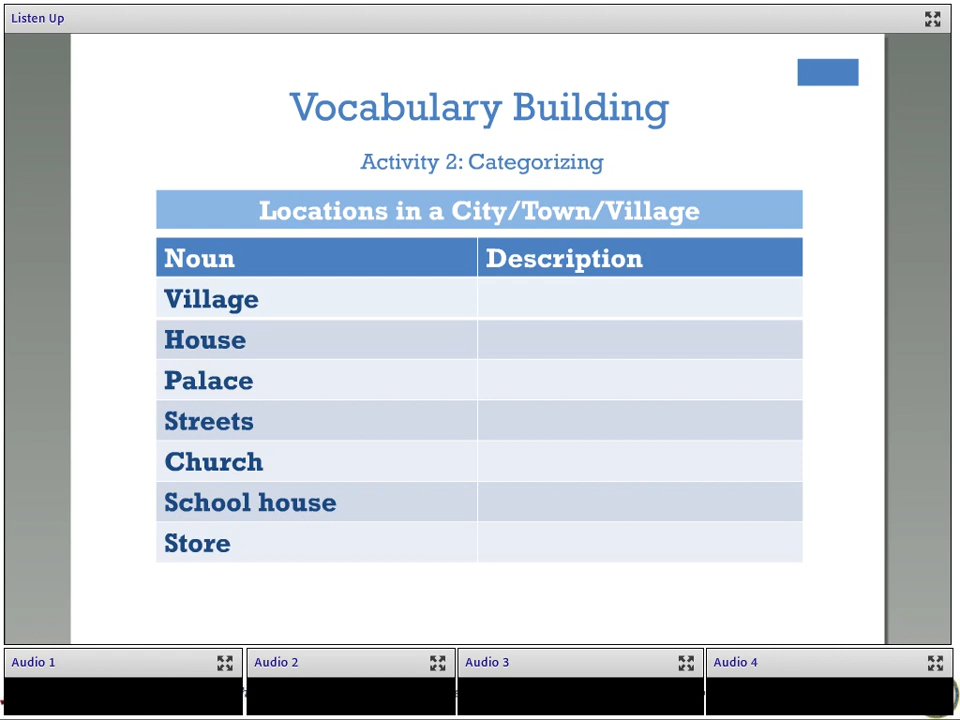 Listen Up
Vocabulary Building
Activity 2: Categorizing
Locations in a City/Town/Village
Noun Description
Village
House
Palace
Streets
Church
School house
Store
Audio 1 Audio 2 Audio 3 Audio 4